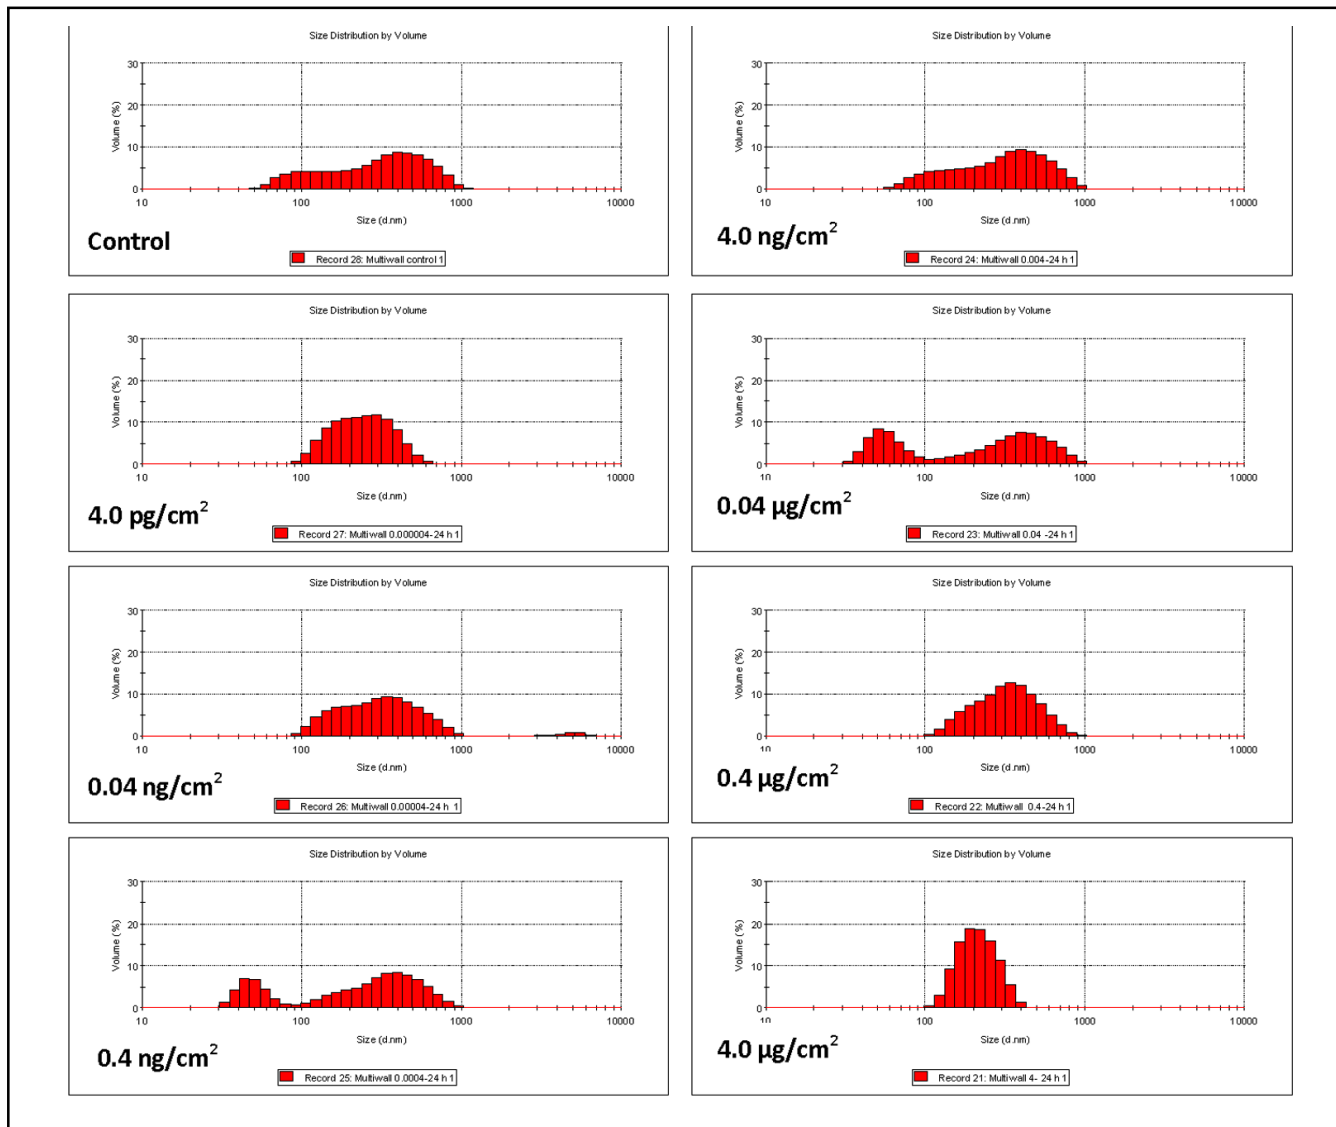 Size Distribution by Volume
30
20
10
0
Volume (%)
10 100 1000 10000
Size (d.nm)
Control
Record 28: Multiwall control 1
Size Distribution by Volume
30
20
10
0
Volume (%)
10 100 1000 10000
Size (d.nm)
4.0 ng/cm²
Record 24: Multiwall 0.004-24 h 1
Size Distribution by Volume
30
20
10
0
Volume (%)
10 100 1000 10000
Size (d.nm)
4.0 pg/cm²
Record 27: Multiwall 0.000004-24 h 1
Size Distribution by Volume
30
20
10
0
Volume (%)
10 100 1000 10000
Size (d.nm)
0.04 µg/cm²
Record 23: Multiwall 0.04 -24 h 1
Size Distribution by Volume
30
20
10
0
Volume (%)
10 100 1000 10000
Size (d.nm)
0.04 ng/cm²
Record 26: Multiwall 0.00004-24 h 1
Size Distribution by Volume
30
20
10
0
Volume (%)
10 100 1000 10000
Size (d.nm)
0.4 µg/cm²
Record 22: Multiwall 0.4-24 h 1
Size Distribution by Volume
30
20
10
0
Volume (%)
10 100 1000 10000
Size (d.nm)
0.4 ng/cm²
Record 25: Multiwall 0.0004-24 h 1
Size Distribution by Volume
30
20
10
0
Volume (%)
10 100 1000 10000
Size (d.nm)
4.0 µg/cm²
Record 21: Multiwall 4- 24 h 1